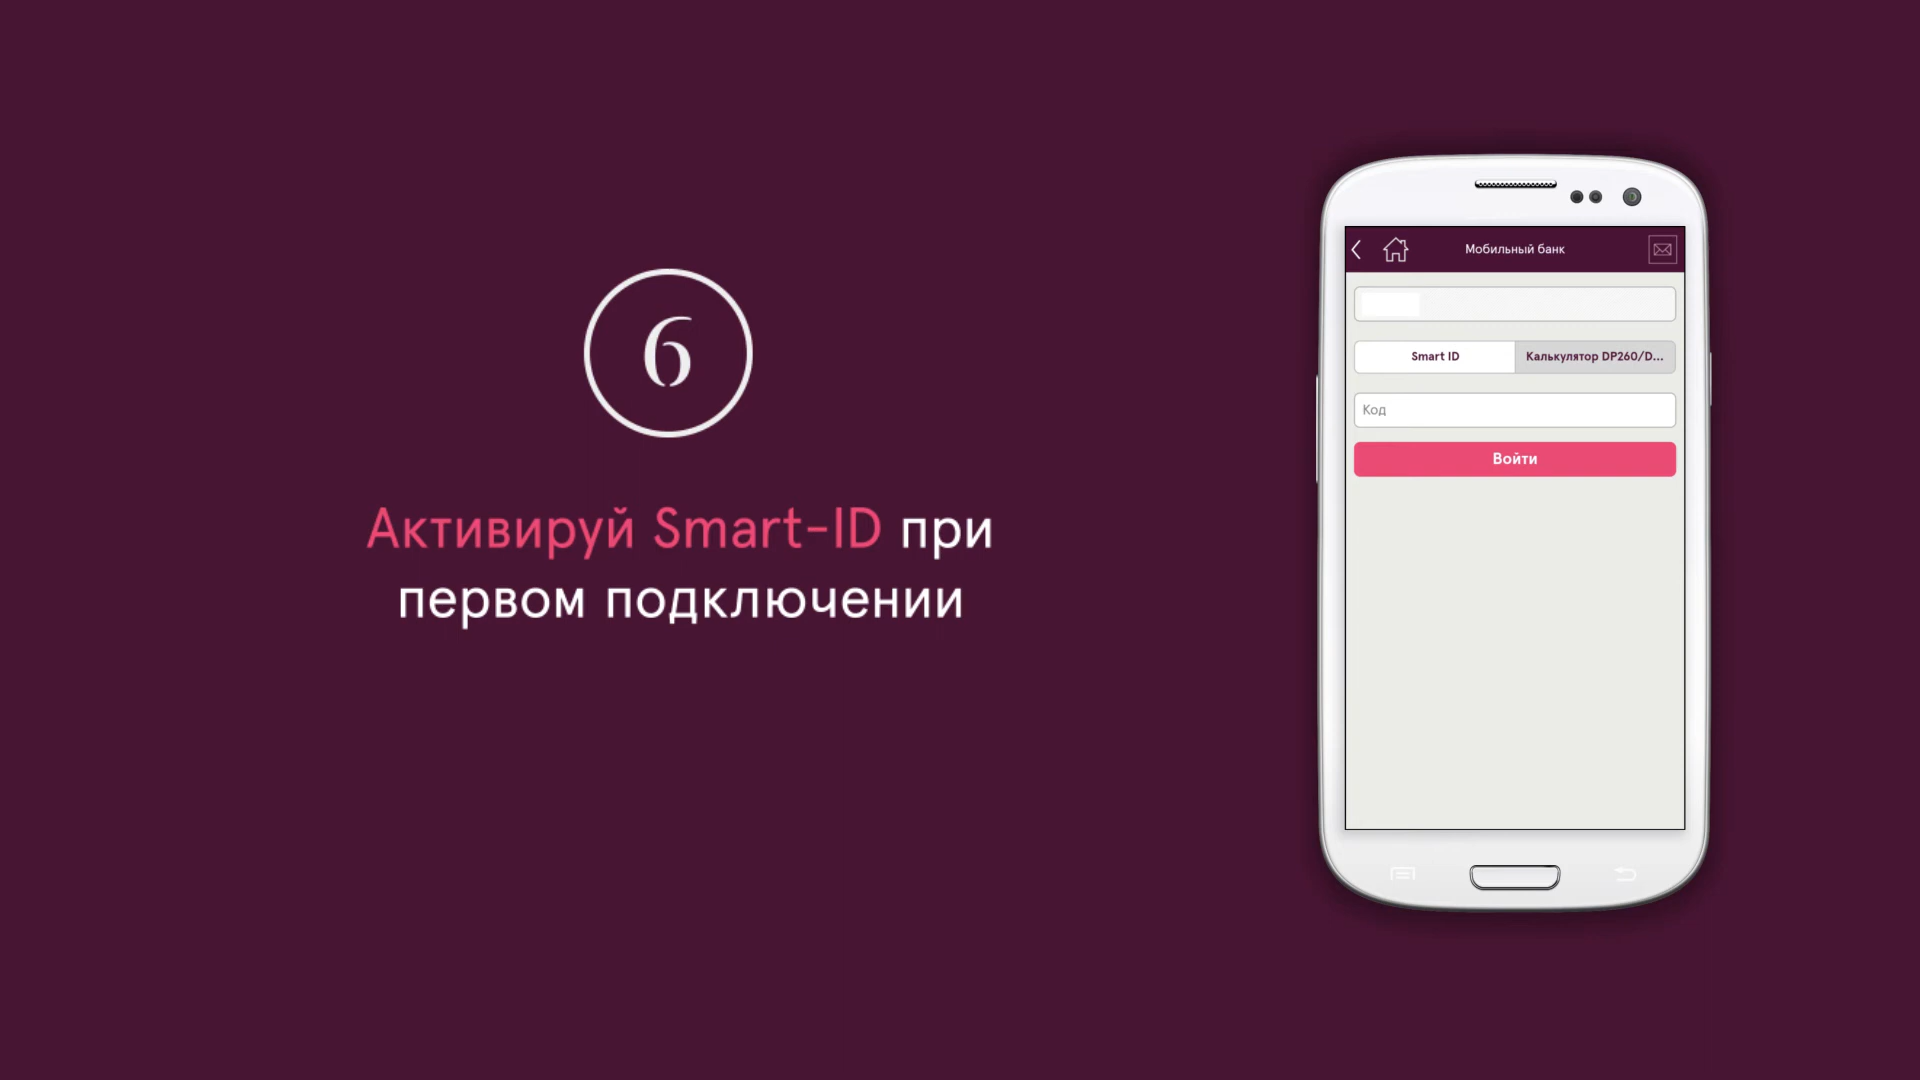 6
Активируй Smart-ID при
первом подключении
Мобильный банк
Smart ID
Калькулятор DP260/D...
Код
Войти